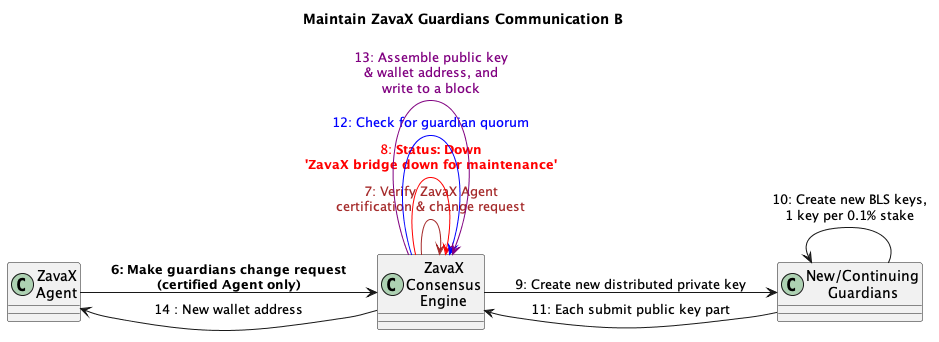 Maintain ZavaX Guardians Communication B
13: Assemble public key
& wallet address, and
write to a block
12: Check for guardian quorum
8: Status: Down
'ZavaX bridge down for maintenance'
7: Verify ZavaX Agent
certification & change request
10: Create new BLS keys,
1 key per 0.1% stake
6: Make guardians change request
(certified Agent only)
9: Create new distributed private key
14 : New wallet address
11: Each submit public key part
C
ZavaX
Agent
C
ZavaX
Consensus
Engine
C
New/Continuing
Guardians